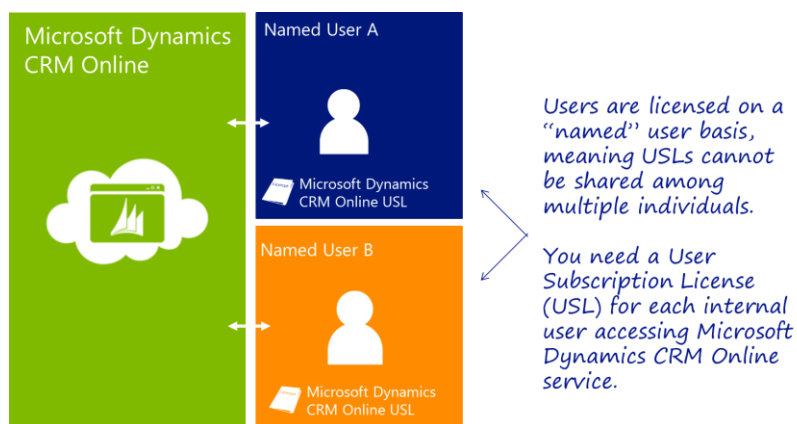 Microsoft Dynamics
CRM Online
Named User A
Microsoft Dynamics
CRM Online USL
Named User B
Microsoft Dynamics
CRM Online USL
Users are licensed on a
“named” user basis,
meaning USLs cannot
be shared among
multiple individuals.
You need a User
Subscription License
(USL) for each internal
user accessing Microsoft
Dynamics CRM Online
service.